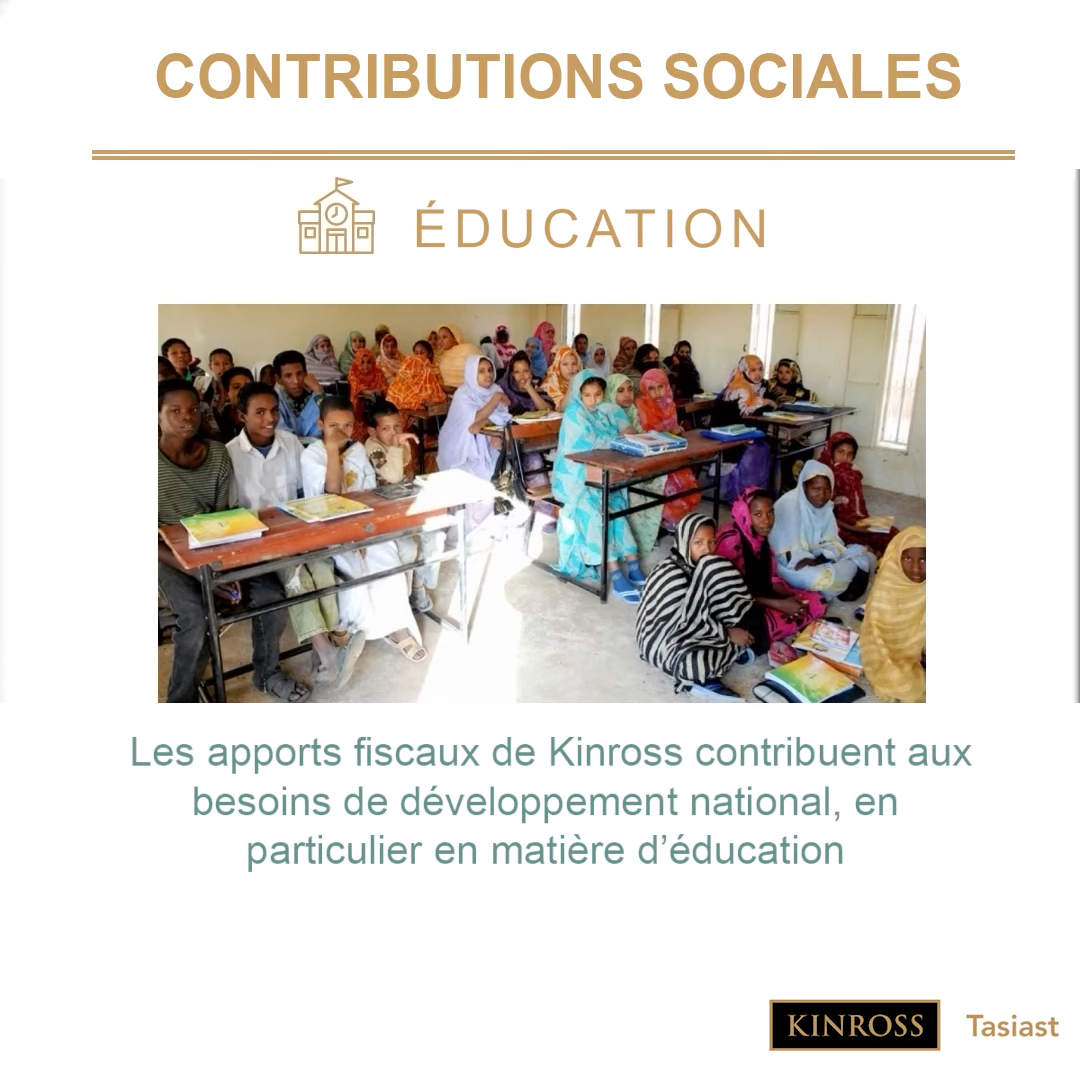 CONTRIBUTIONS SOCIALES
ÉDUCATION
Les apports fiscaux de Kinross contribuent aux
besoins de développement national, en
particulier en matière d’éducation
KINROSS Tasiast